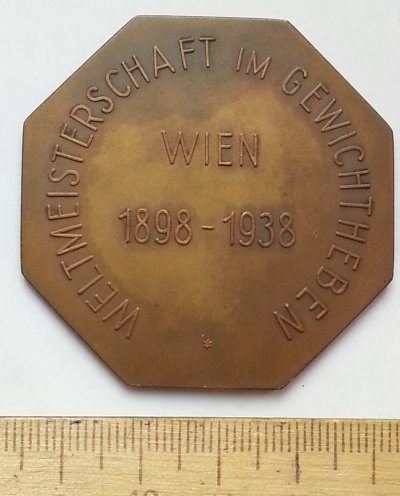 WELTMEISTERSCHAFT IM GEWICHTHEBEN
WIEN
1898 - 1938